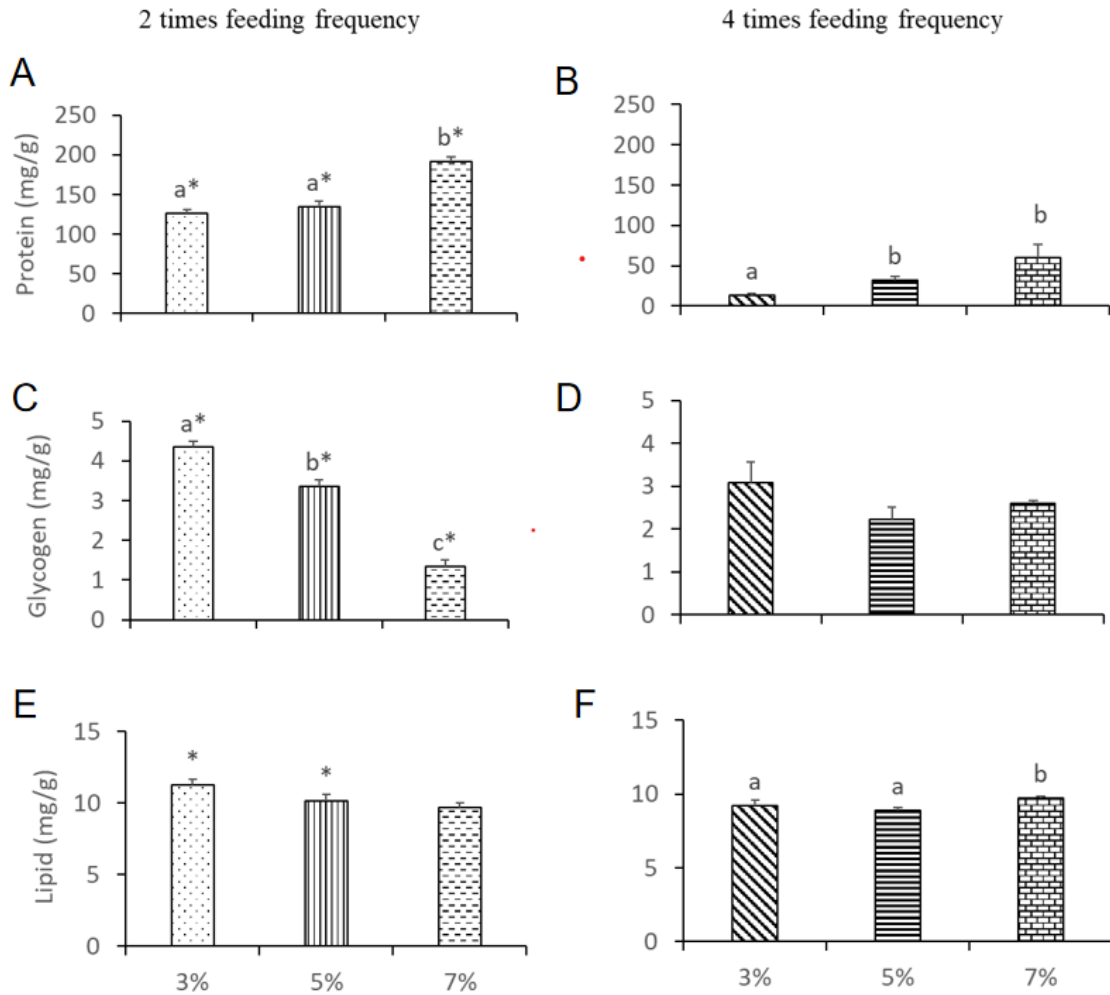 2 times feeding frequency
4 times feeding frequency
A
Protein (mg/g)
250
200
150
100
50
0
a*
a*
b*
B
250
200
150
100
50
0
a
b
b
C
Glycogen (mg/g)
5
4
3
2
1
0
a*
b*
c*
D
5
4
3
2
1
0
E
Lipid (mg/g)
15
10
5
0
*
*
3%
5%
7%
F
15
10
5
0
a
a
b
3%
5%
7%